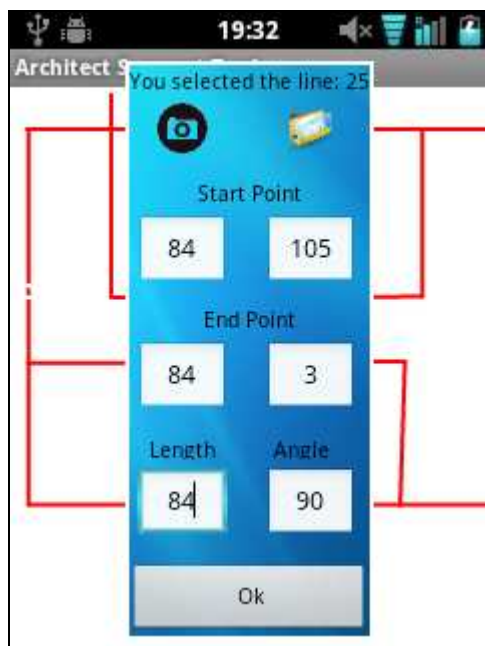 19:32
Architect S
You selected the line: 25
Start Point
84 105
End Point
84 3
Length Angle
84 90
Ok